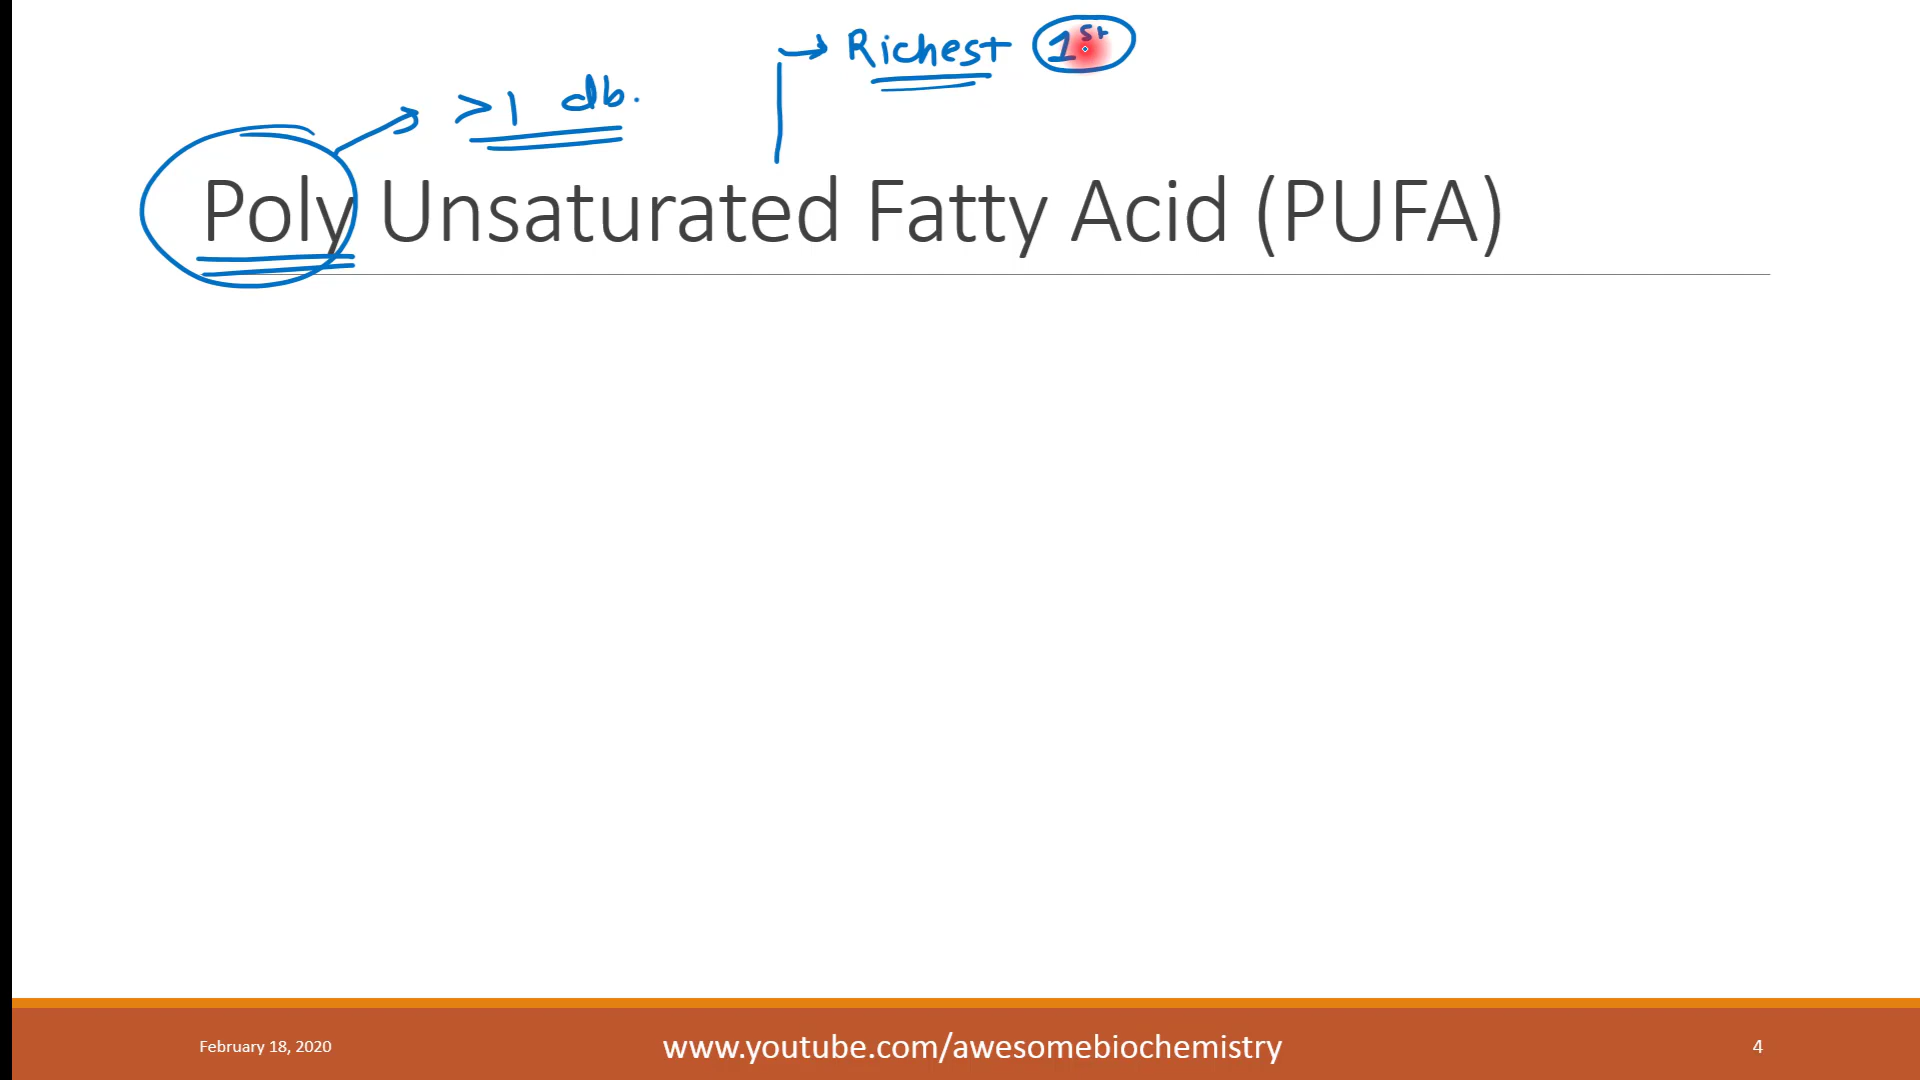 Richest 1st
>1 db.
Poly Unsaturated Fatty Acid (PUFA)
February 18, 2020
www.youtube.com/awesomebiochemistry
4